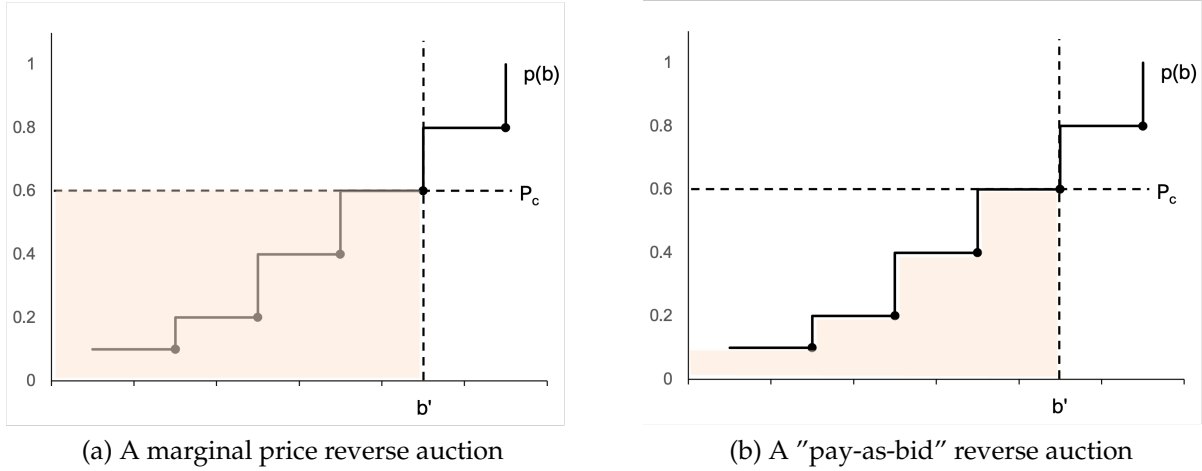 1
0.8
0.6
0.4
0.2
0
p(b)
P_c
b'
(a) A marginal price reverse auction
1
0.8
0.6
0.4
0.2
0
p(b)
P_c
b'
(b) A ”pay-as-bid” reverse auction